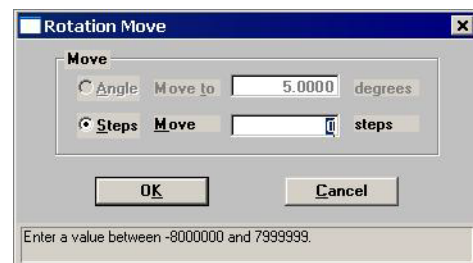 Rotation Move
Move
Angle Move to 5.0000 degrees
Steps Move 0 steps
OK Cancel
Enter a value between -8000000 and 7999999.